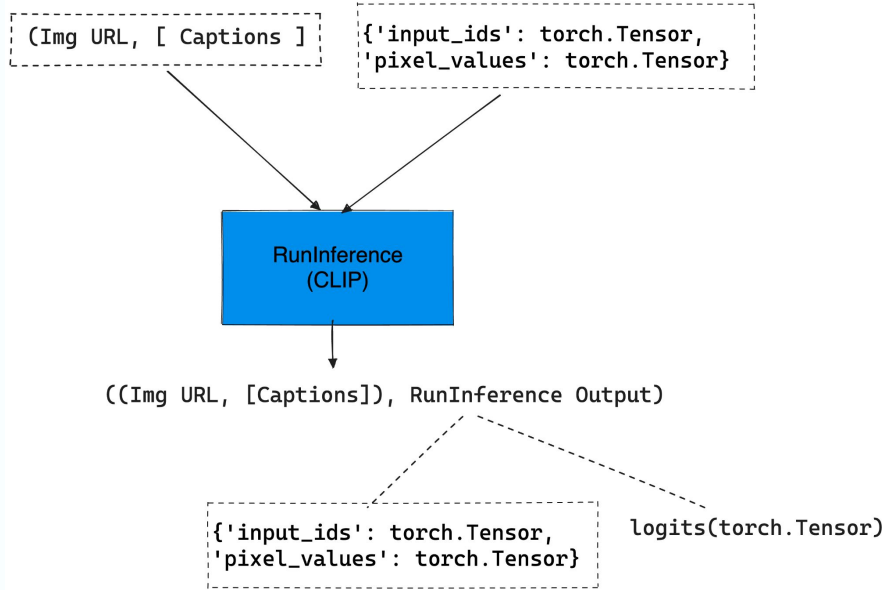 (Img URL, [ Captions ]
{'input_ids': torch.Tensor,
'pixel_values': torch.Tensor}
RunInference
(CLIP)
((Img URL, [Captions]), RunInference Output)
{'input_ids': torch.Tensor,
'pixel_values': torch.Tensor}
logits(torch.Tensor)